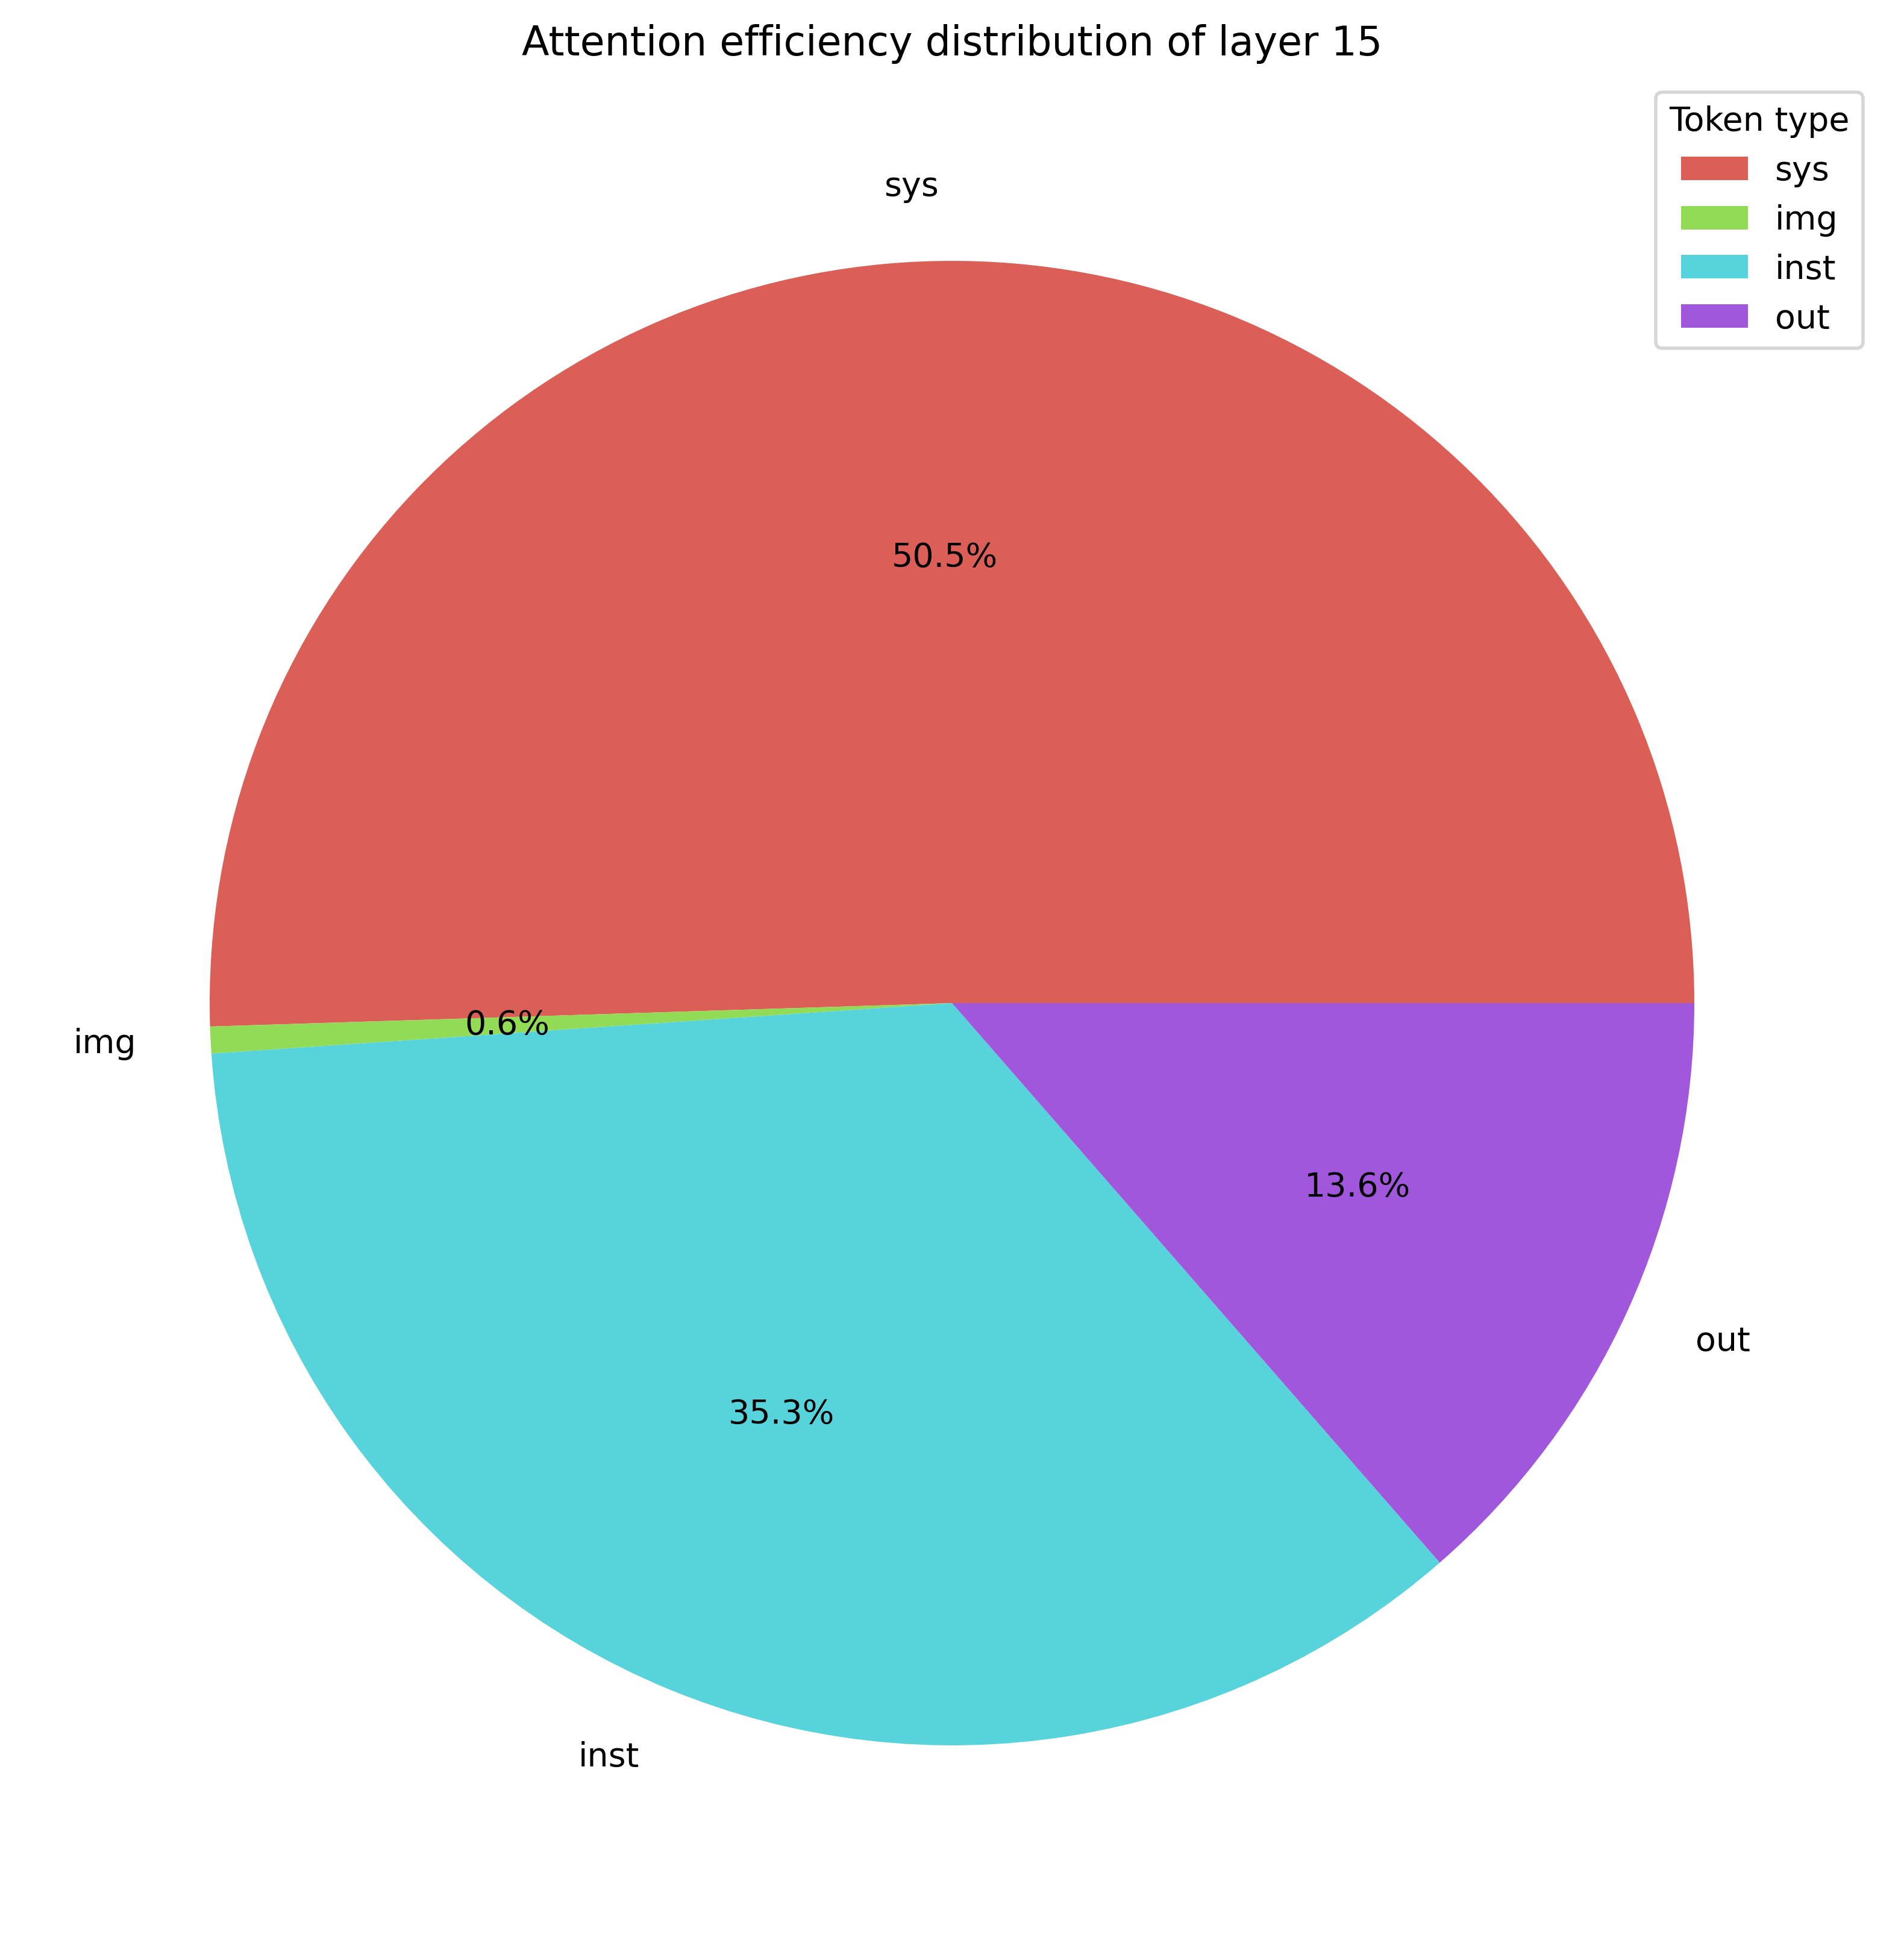 Attention efficiency distribution of layer 15
Token type
sys
img
inst
out
sys
50.5%
img
0.6%
13.6%
out
35.3%
inst